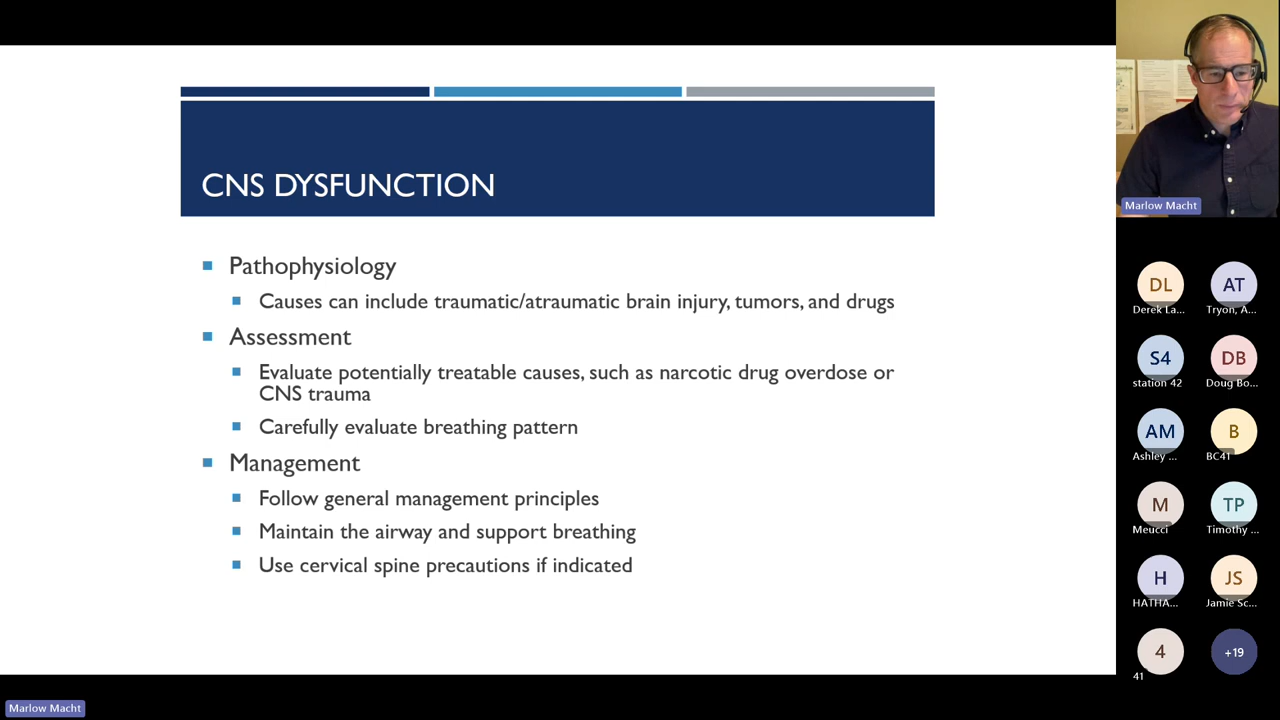 CNS DYSFUNCTION
Pathophysiology
Causes can include traumatic/atraumatic brain injury, tumors, and drugs
Assessment
Evaluate potentially treatable causes, such as narcotic drug overdose or
CNS trauma
Carefully evaluate breathing pattern
Management
Follow general management principles
Maintain the airway and support breathing
Use cervical spine precautions if indicated
Marlow Macht
DL
AT
Derek La...
Tryon, A...
S4
DB
station 42
Doug Bo...
AM
B
Ashley ...
BC41
M
TP
Meucci
Timothy ...
H
JS
HATHA...
Jamie Sc...
4
+19
41
Marlow Macht